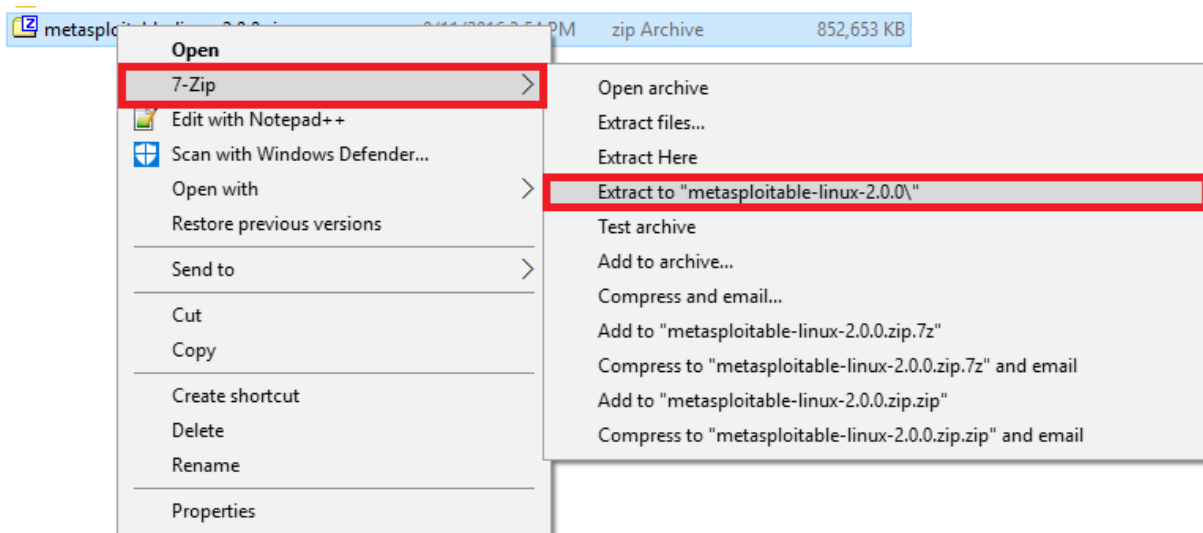 metasplo PM zip Archive 852,653 KB
Open
7-Zip
Edit with Notepad++
Scan with Windows Defender...
Open with
Restore previous versions
Send to
Cut
Copy
Create shortcut
Delete
Rename
Properties
Open archive
Extract files...
Extract Here
Extract to "metasploitable-linux-2.0.0\"
Test archive
Add to archive...
Compress and email...
Add to "metasploitable-linux-2.0.0.zip.7z"
Compress to "metasploitable-linux-2.0.0.zip.7z" and email
Add to "metasploitable-linux-2.0.0.zip.zip"
Compress to "metasploitable-linux-2.0.0.zip.zip" and email